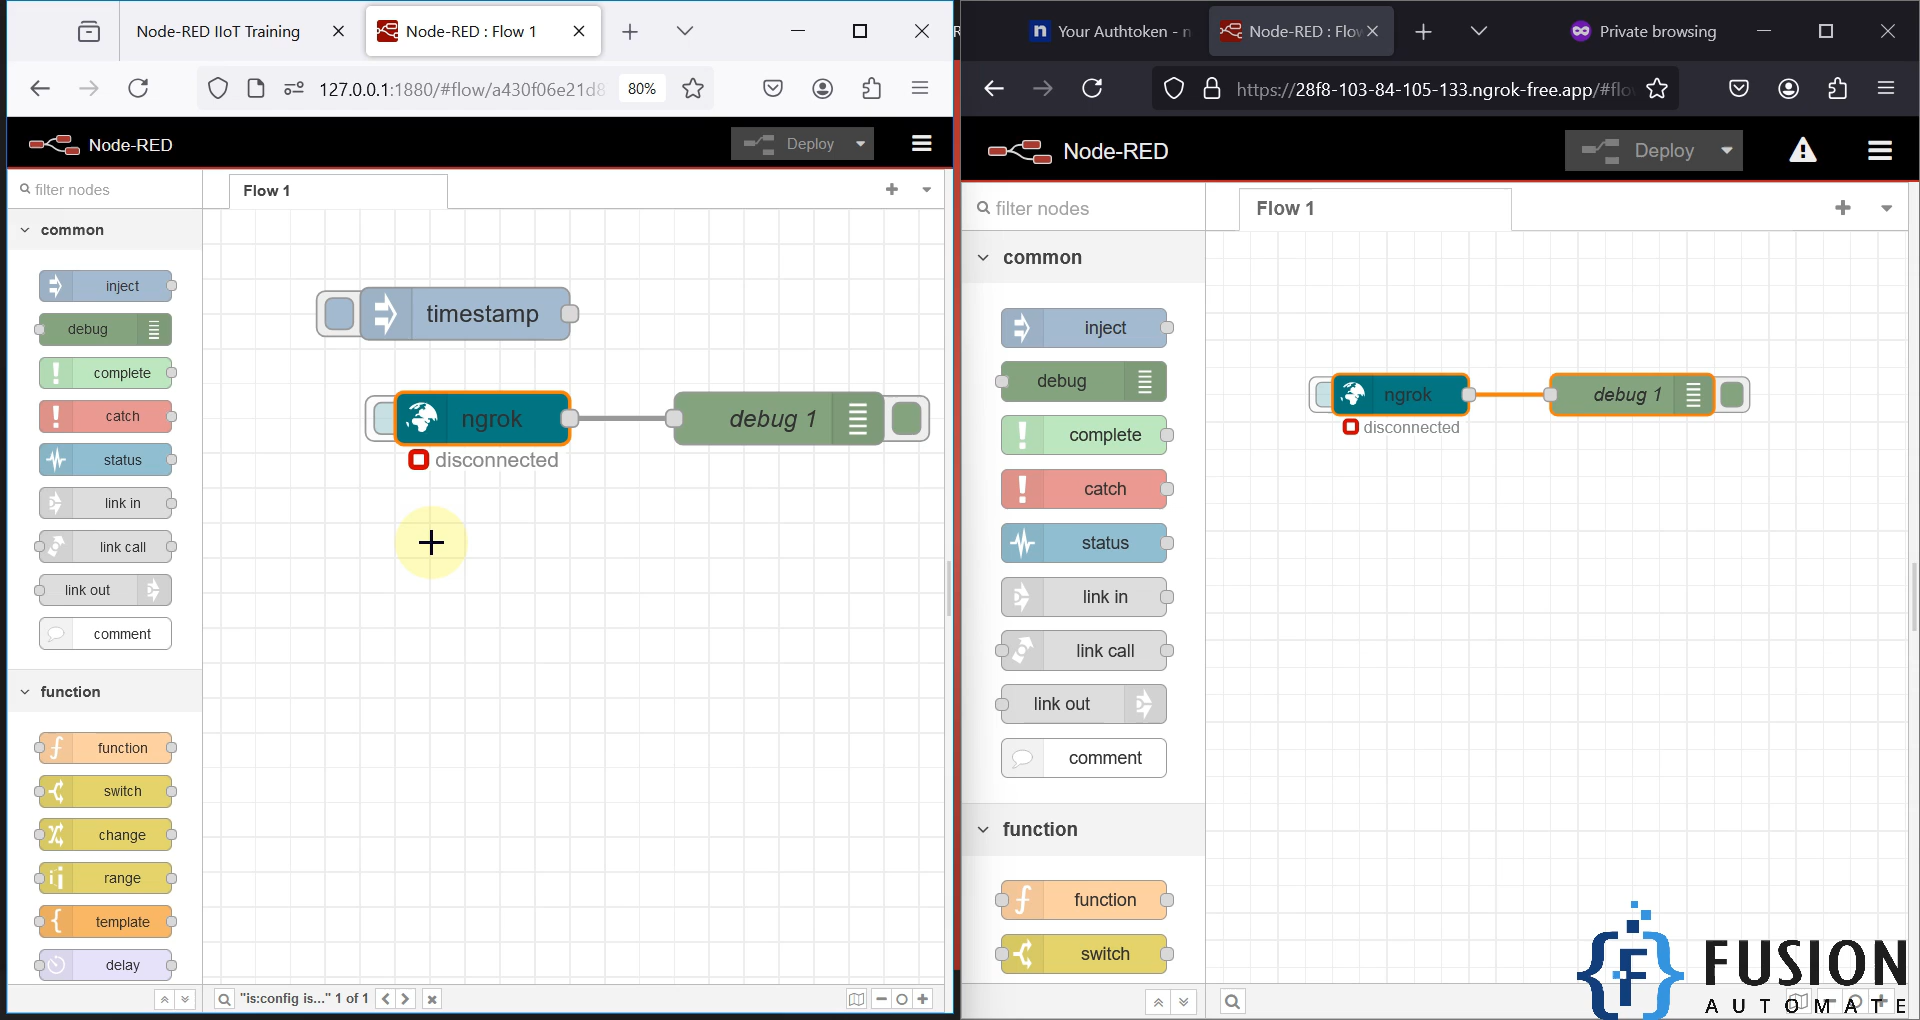 Node-RED IIoT Training
Node-RED : Flow 1
127.0.0.1:1880/#flow/a430f06e21d8
80%
Node-RED
Deploy
filter nodes
Flow 1
common
inject
debug
complete
catch
status
link in
link call
link out
comment
function
function
switch
change
range
template
delay
timestamp
ngrok
debug 1
disconnected
"is:config is..." 1 of 1
Your Authtoken - n
Node-RED : Flow
Private browsing
https://28f8-103-84-105-133.ngrok-free.app/#flo
Node-RED
Deploy
filter nodes
Flow 1
common
inject
debug
complete
catch
status
link in
link call
link out
comment
function
function
switch
ngrok
debug 1
disconnected
FUSION
AUTOMATE